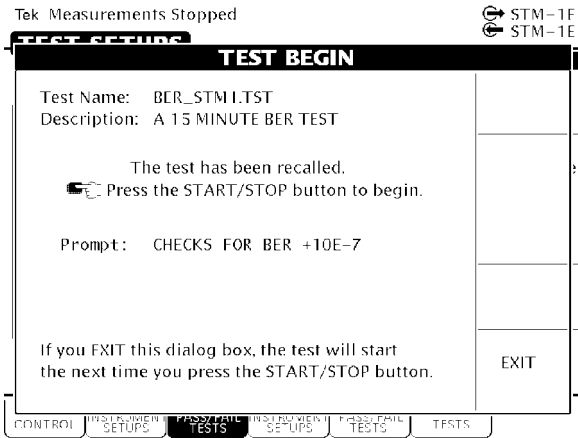 Tek Measurements Stopped
STM-1E
STM-1E
TEST SETUPS
TEST BEGIN
Test Name: BER_STM1.TST
Description: A 15 MINUTE BER TEST
The test has been recalled.
Press the START/STOP button to begin.
Prompt: CHECKS FOR BER +10E-7
If you EXIT this dialog box, the test will start
the next time you press the START/STOP button.
EXIT
CONTROL
INSTRUMENT
SETUPS
PASS/FAIL
TESTS
INSTRUMENT
SETUPS
PASS/FAIL
TESTS
TESTS